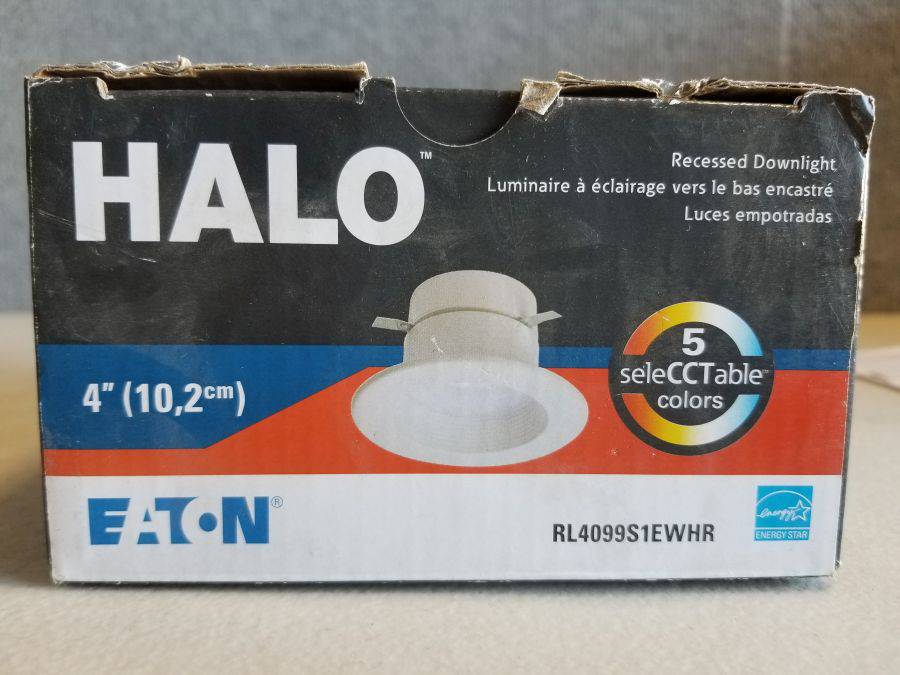 HALO™
Recessed Downlight
Luminaire à éclairage vers le bas encastré
Luces empotradas
4" (10,2cm)
5
seleCCTable™
colors
EATON®
RL4099S1EWHR
energy
ENERGY STAR